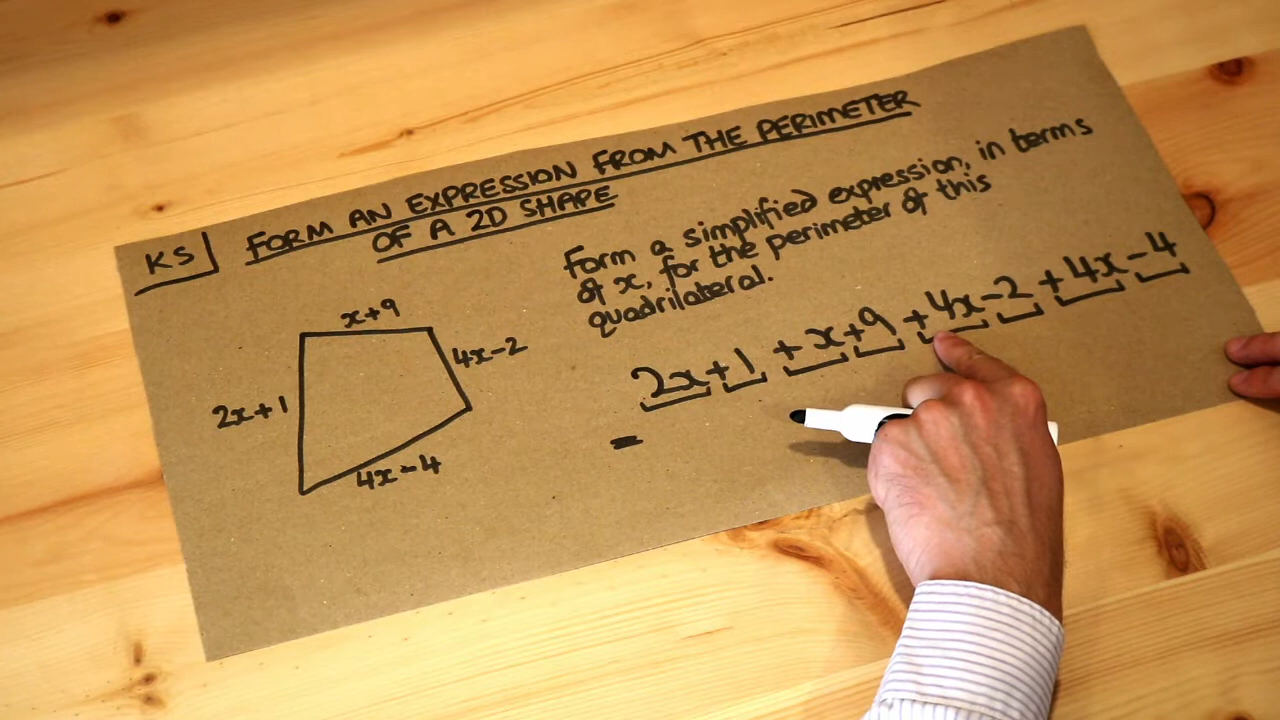 KS
FORM AN EXPRESSION FROM THE PERIMETER
OF A 2D SHAPE
Form a simplified expression, in terms
of x, for the perimeter of this
quadrilateral.
x+9
4x-2
2x+1
4x-4
2x+1 +x+9 +4x-2 +4x-4
=